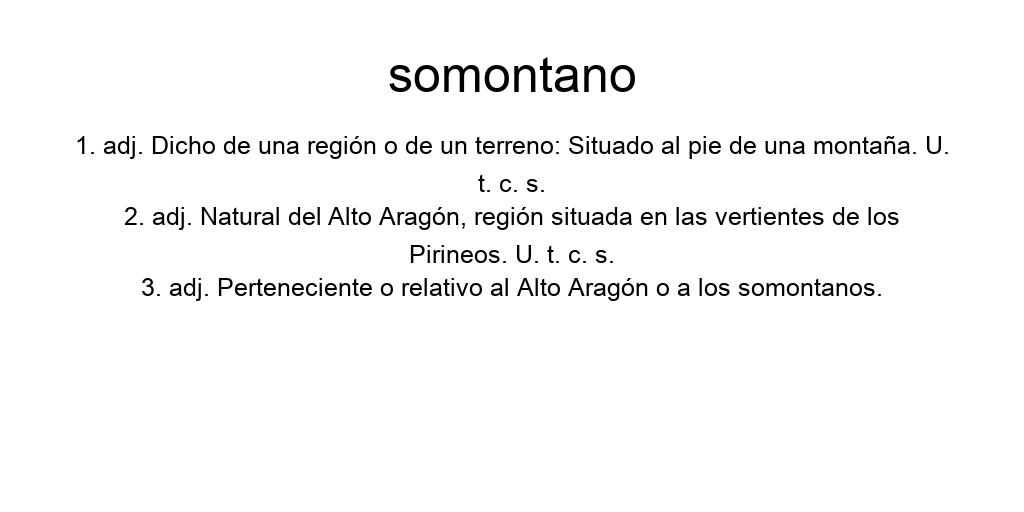 somontano
1. adj. Dicho de una región o de un terreno: Situado al pie de una montaña. U.
t. c. s.
2. adj. Natural del Alto Aragón, región situada en las vertientes de los
Pirineos. U. t. c. s.
3. adj. Perteneciente o relativo al Alto Aragón o a los somontanos.